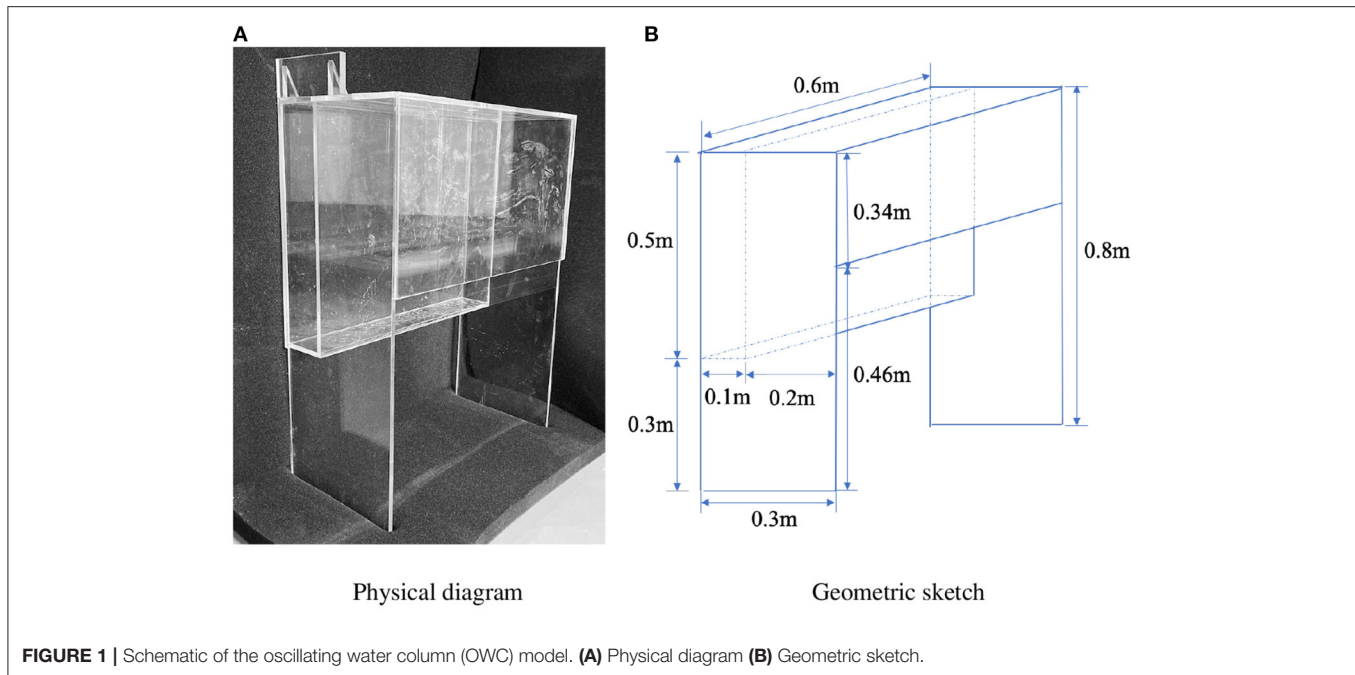 A
B
0.6m
0.5m
0.34m
0.8m
0.1m
0.2m
0.46m
0.3m
0.3m
Physical diagram
Geometric sketch
FIGURE 1 | Schematic of the oscillating water column (OWC) model. (A) Physical diagram (B) Geometric sketch.